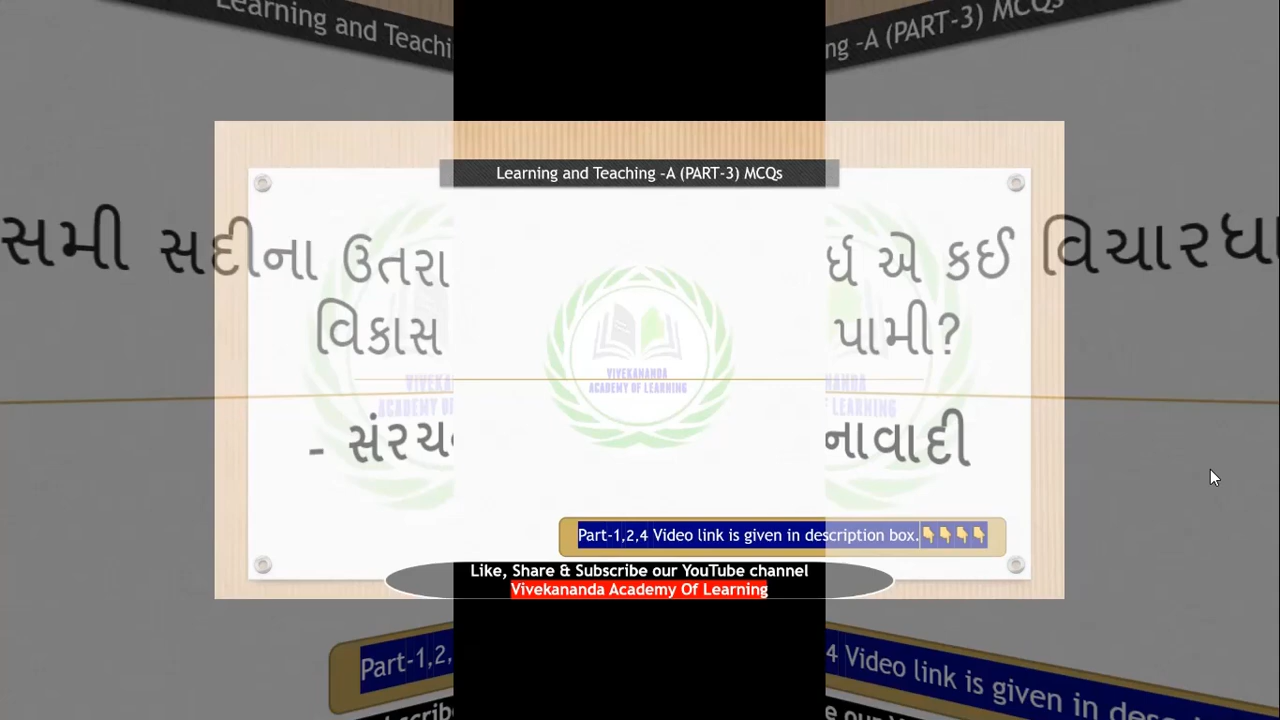 Learning and Teachi
ng -A (PART-3) MCQs
Learning and Teaching -A (PART-3) MCQs
સમી સદીના ઉતરા
ર્ધ એ કઈ વિચારધા
વિકાસ
પામી?
VIVEKANANDA
ACADEMY OF LEARNING
- સંરચ
નાવાદી
Part-1,2,4 Video link is given in description box.👇👇👇👇
Like, Share & Subscribe our YouTube channel
Vivekananda Academy Of Learning
Part-1,2,
4 Video link is given in des